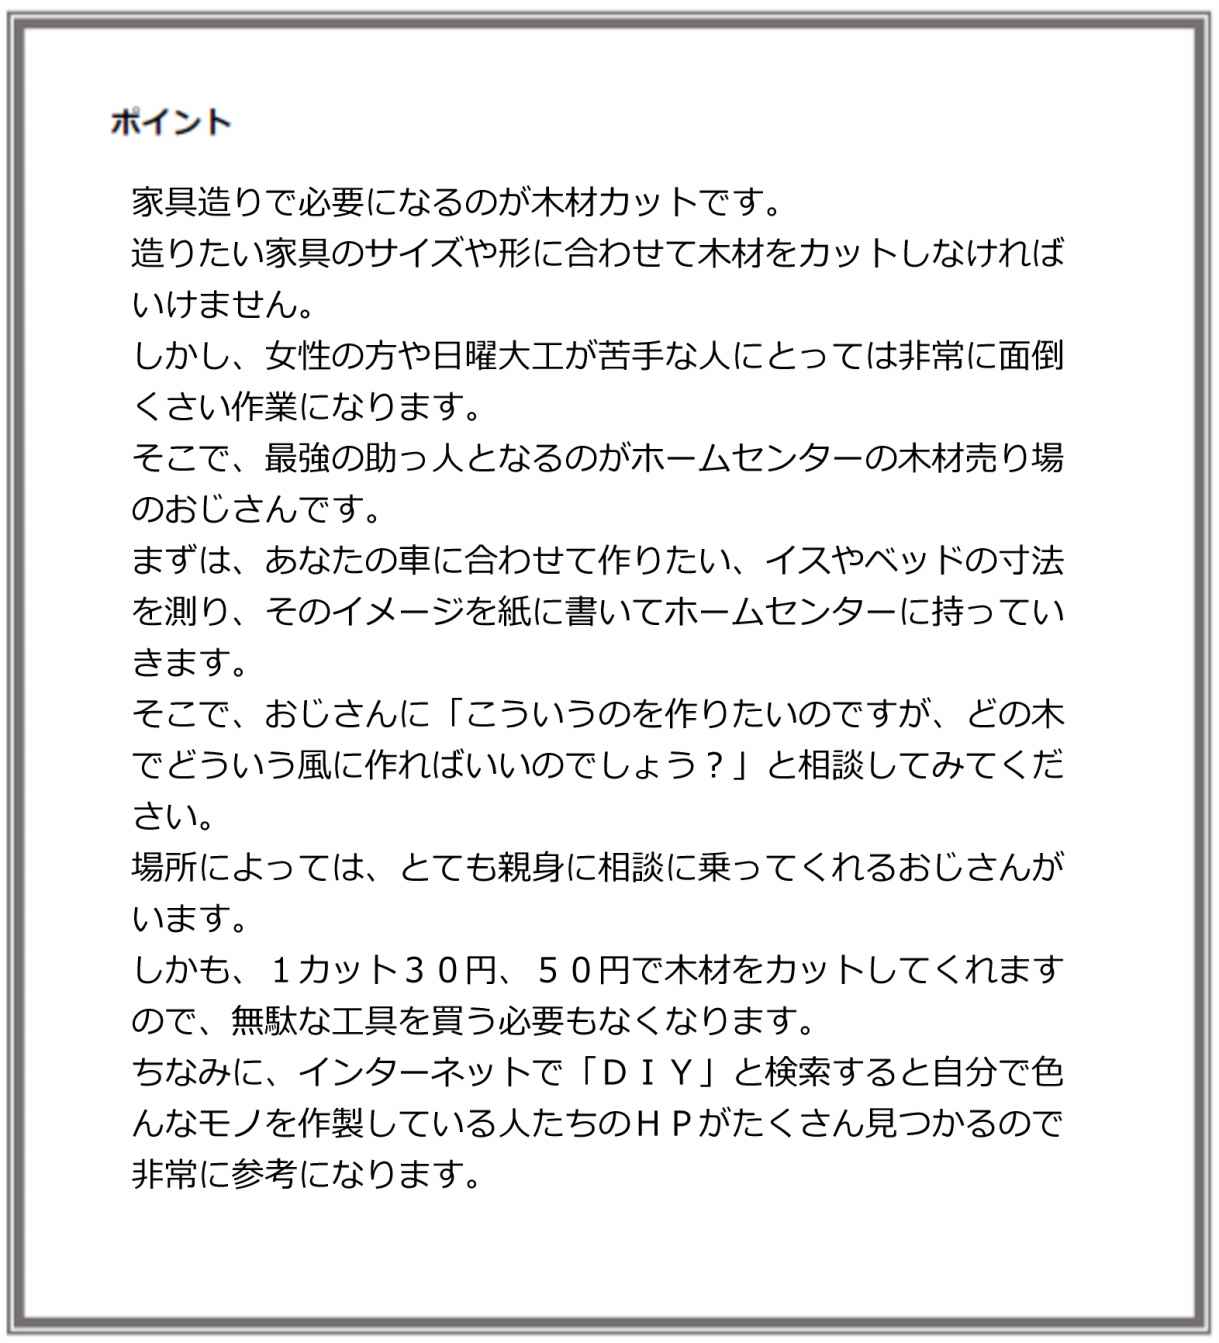 ポイント
家具造りで必要になるのが木材カットです。
造りたい家具のサイズや形に合わせて木材をカットしなければ
いけません。
しかし、女性の方や日曜大工が苦手な人にとっては非常に面倒
くさい作業になります。
そこで、最強の助っ人となるのがホームセンターの木材売り場
のおじさんです。
まずは、あなたの車に合わせて作りたい、イスやベッドの寸法
を測り、そのイメージを紙に書いてホームセンターに持ってい
きます。
そこで、おじさんに「こういうのを作りたいのですが、どの木
でどういう風に作ればいいのでしょう？」と相談してみてくだ
さい。
場所によっては、とても親身に相談に乗ってくれるおじさんが
います。
しかも、１カット３０円、５０円で木材をカットしてくれます
ので、無駄な工具を買う必要もなくなります。
ちなみに、インターネットで「ＤＩＹ」と検索すると自分で色
んなモノを作製している人たちのＨＰがたくさん見つかるので
非常に参考になります。